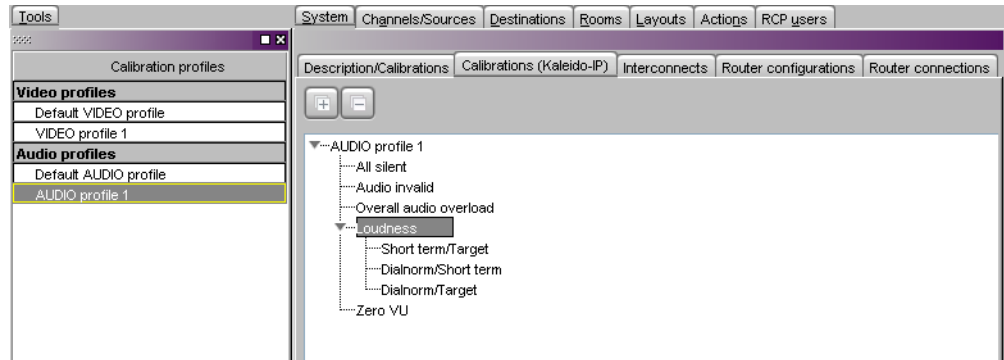 Tools
Calibration profiles
Video profiles
Default VIDEO profile
VIDEO profile 1
Audio profiles
Default AUDIO profile
AUDIO profile 1
System Channels/Sources Destinations Rooms Layouts Actions RCP users
Description/Calibrations Calibrations (Kaleido-IP) Interconnects Router configurations Router connections
AUDIO profile 1
All silent
Audio invalid
Overall audio overload
Loudness
Short term/Target
Dialnorm/Short term
Dialnorm/Target
Zero VU